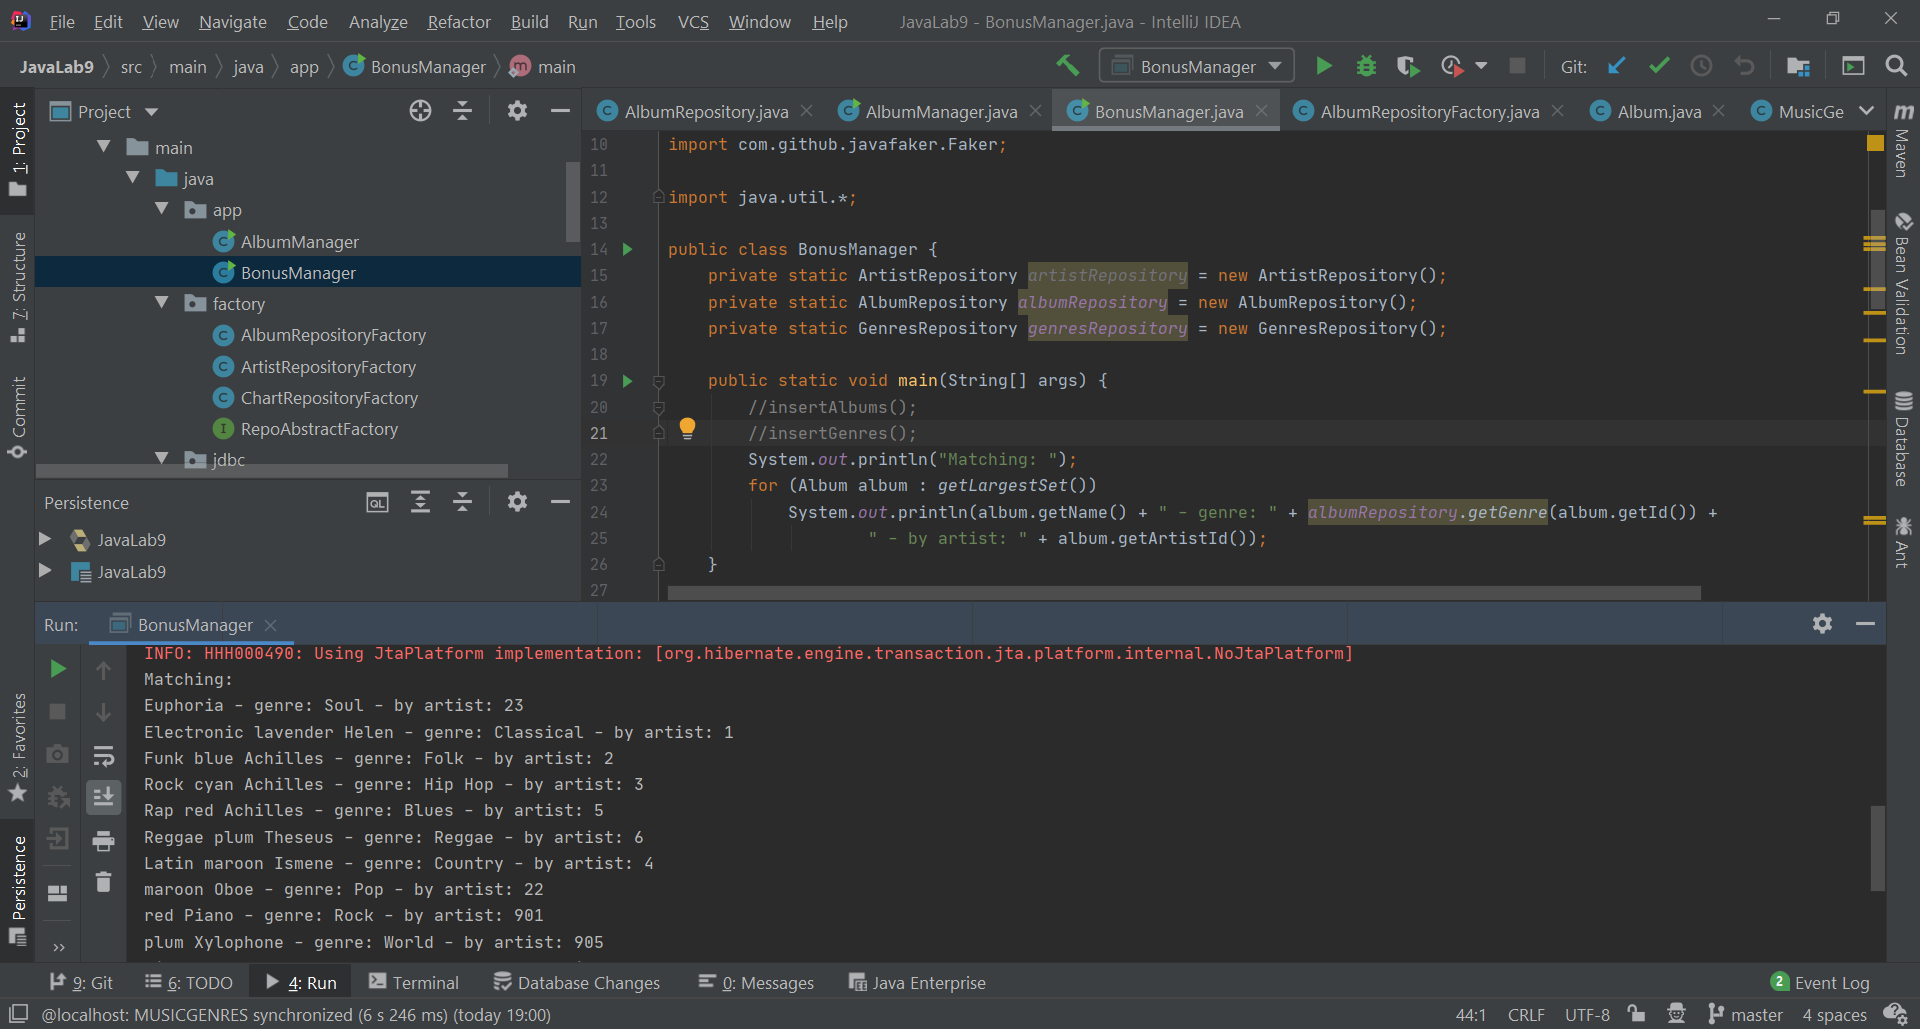 File Edit View Navigate Code Analyze Refactor Build Run Tools VCS Window Help JavaLab9 - BonusManager.java - IntelliJ IDEA
JavaLab9 src main java app BonusManager main BonusManager Git:
Project
AlbumRepository.java AlbumManager.java BonusManager.java AlbumRepositoryFactory.java Album.java MusicGe
1: Project
7: Structure
Commit
2: Favorites
Persistence
main
java
app
AlbumManager
BonusManager
factory
AlbumRepositoryFactory
ArtistRepositoryFactory
ChartRepositoryFactory
RepoAbstractFactory
jdbc
Persistence
JavaLab9
JavaLab9
10 import com.github.javafaker.Faker;
11
12 import java.util.*;
13
14 public class BonusManager {
15 private static ArtistRepository artistRepository = new ArtistRepository();
16 private static AlbumRepository albumRepository = new AlbumRepository();
17 private static GenresRepository genresRepository = new GenresRepository();
18
19 public static void main(String[] args) {
20 //insertAlbums();
21 //insertGenres();
22 System.out.println("Matching: ");
23 for (Album album : getLargestSet())
24 System.out.println(album.getName() + " - genre: " + albumRepository.getGenre(album.getId()) +
25 " - by artist: " + album.getArtistId());
26 }
27
Maven
Bean Validation
Database
Ant
Run: BonusManager
INFO: HHH000490: Using JtaPlatform implementation: [org.hibernate.engine.transaction.jta.platform.internal.NoJtaPlatform]
Matching:
Euphoria - genre: Soul - by artist: 23
Electronic lavender Helen - genre: Classical - by artist: 1
Funk blue Achilles - genre: Folk - by artist: 2
Rock cyan Achilles - genre: Hip Hop - by artist: 3
Rap red Achilles - genre: Blues - by artist: 5
Reggae plum Theseus - genre: Reggae - by artist: 6
Latin maroon Ismene - genre: Country - by artist: 4
maroon Oboe - genre: Pop - by artist: 22
red Piano - genre: Rock - by artist: 901
plum Xylophone - genre: World - by artist: 905
9: Git 6: TODO 4: Run Terminal Database Changes 0: Messages Java Enterprise 2 Event Log
@localhost: MUSICGENRES synchronized (6 s 246 ms) (today 19:00) 44:1 CRLF UTF-8 master 4 spaces